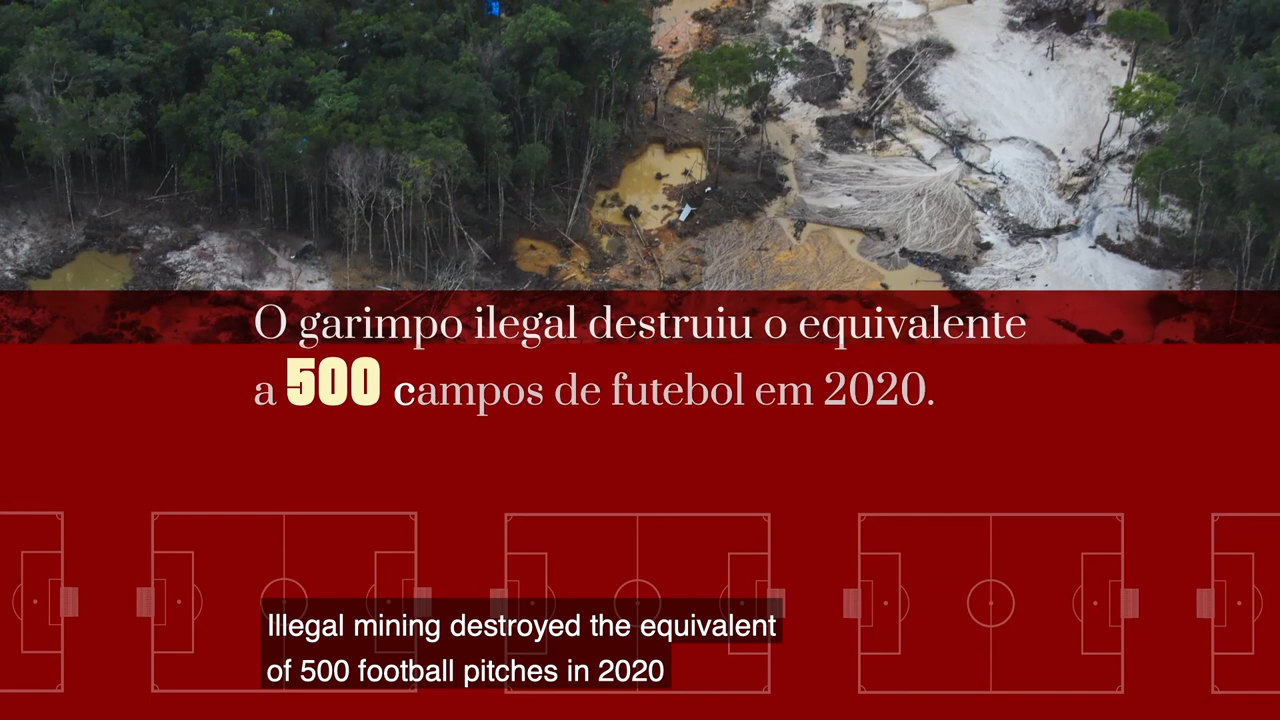 O garimpo ilegal destruiu o equivalente
a 500 campos de futebol em 2020.
Illegal mining destroyed the equivalent
of 500 football pitches in 2020